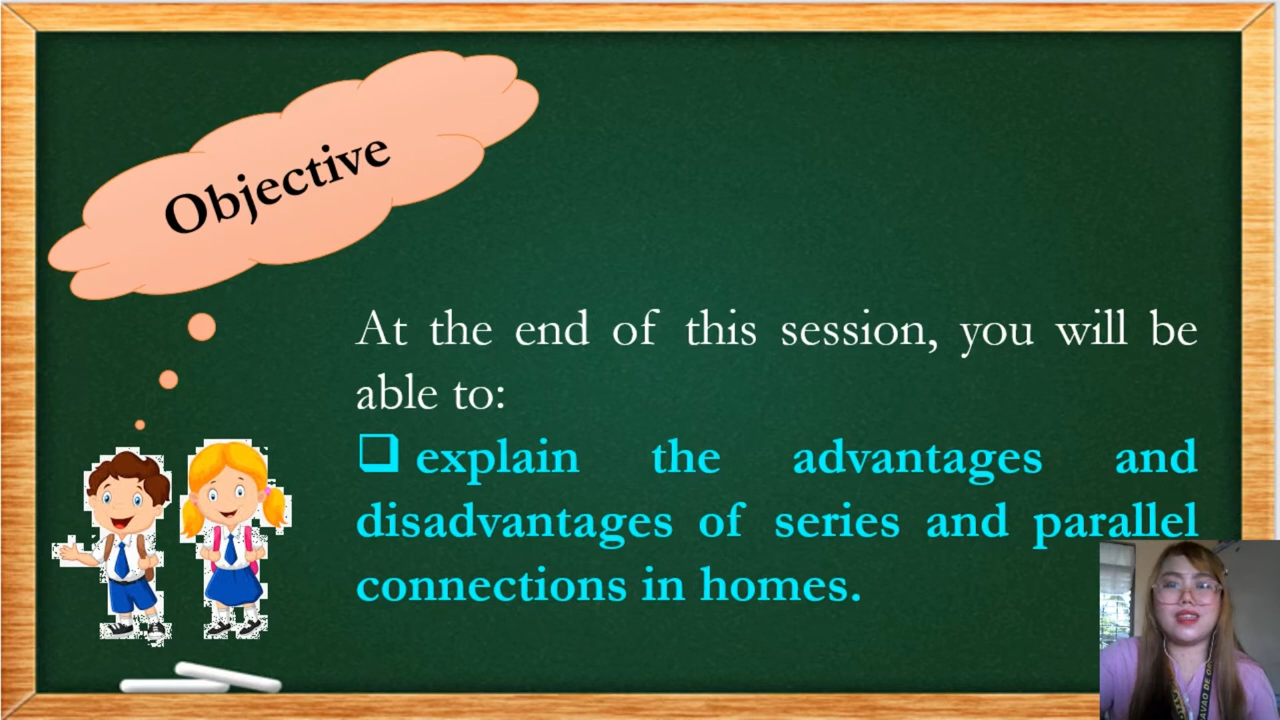 Objective
At the end of this session, you will be
able to:
❑ explain the advantages and
disadvantages of series and parallel
connections in homes.